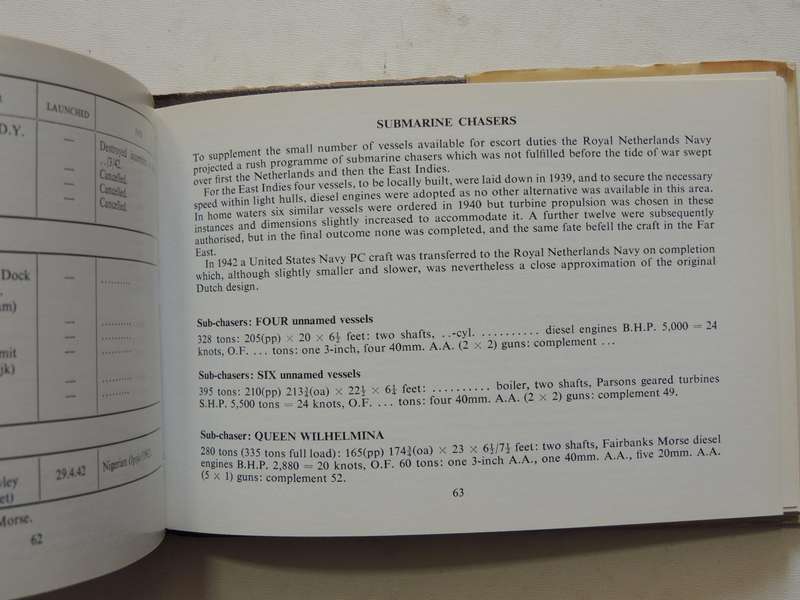 LAUNCHED
D.Y.
—
Destroyed
../3/42.
—
Cancelled.
—
Cancelled.
—
Cancelled.
Dock
—
..........
—
—
—
—
29.4.42
Nigerian
Morse.
62
SUBMARINE CHASERS
To supplement the small number of vessels available for escort duties the Royal Netherlands Navy
projected a rush programme of submarine chasers which was not fulfilled before the tide of war swept
over first the Netherlands and then the East Indies.
For the East Indies four vessels, to be locally built, were laid down in 1939, and to secure the necessary
speed within light hulls, diesel engines were adopted as no other alternative was available in this area.
In home waters six similar vessels were ordered in 1940 but turbine propulsion was chosen in these
instances and dimensions slightly increased to accommodate it. A further twelve were subsequently
authorised, but in the final outcome none was completed, and the same fate befell the craft in the Far
East.
In 1942 a United States Navy PC craft was transferred to the Royal Netherlands Navy on completion
which, although slightly smaller and slower, was nevertheless a close approximation of the original
Dutch design.
Sub-chasers: FOUR unnamed vessels
328 tons: 205(pp) × 20 × 6½ feet: two shafts, ..-cyl. .......... diesel engines B.H.P. 5,000 = 24
knots, O.F. ... tons: one 3-inch, four 40mm. A.A. (2 × 2) guns: complement ...
Sub-chasers: SIX unnamed vessels
395 tons: 210(pp) 213¾(oa) × 22½ × 6¼ feet: .......... boiler, two shafts, Parsons geared turbines
S.H.P. 5,500 tons = 24 knots, O.F. ... tons: four 40mm. A.A. (2 × 2) guns: complement 49.
Sub-chaser: QUEEN WILHELMINA
280 tons (335 tons full load): 165(pp) 174¾(oa) × 23 × 6½/7½ feet: two shafts, Fairbanks Morse diesel
engines B.H.P. 2,880 = 20 knots, O.F. 60 tons: one 3-inch A.A., one 40mm. A.A., five 20mm. A.A.
(5 × 1) guns: complement 52.
63